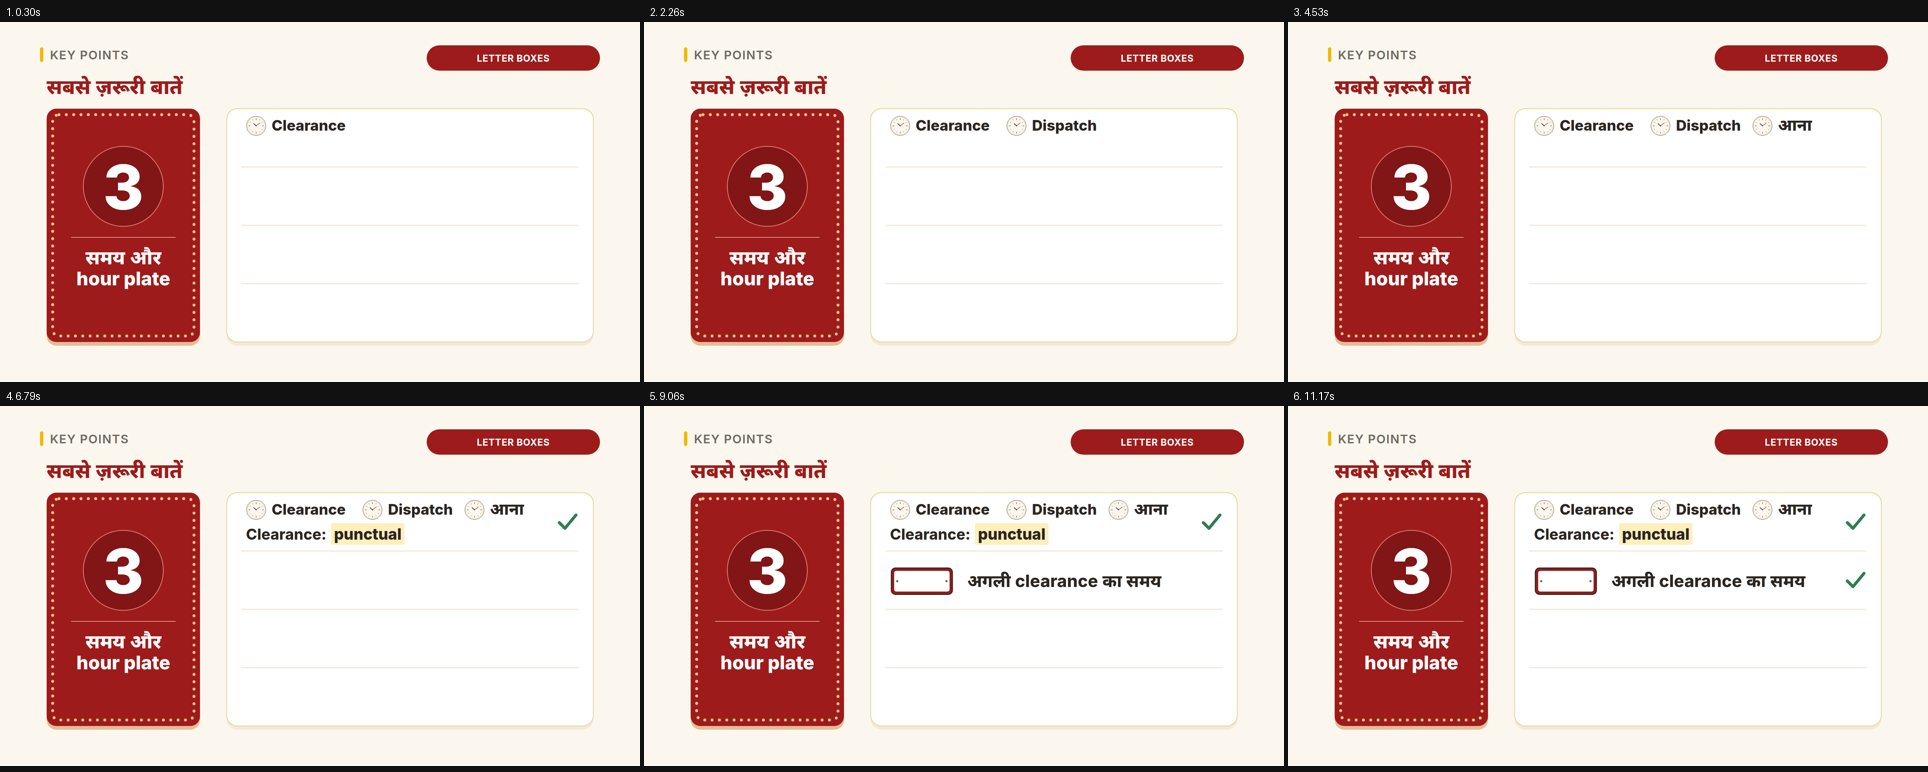 1. 0.30s
KEY POINTS
LETTER BOXES
सबसे ज़रूरी बातें
3
समय और
hour plate
Clearance
2. 2.26s
KEY POINTS
LETTER BOXES
सबसे ज़रूरी बातें
3
समय और
hour plate
Clearance Dispatch
3. 4.53s
KEY POINTS
LETTER BOXES
सबसे ज़रूरी बातें
3
समय और
hour plate
Clearance Dispatch आना
4. 6.79s
KEY POINTS
LETTER BOXES
सबसे ज़रूरी बातें
3
समय और
hour plate
Clearance Dispatch आना
Clearance: punctual
5. 9.06s
KEY POINTS
LETTER BOXES
सबसे ज़रूरी बातें
3
समय और
hour plate
Clearance Dispatch आना
Clearance: punctual
अगली clearance का समय
6. 11.17s
KEY POINTS
LETTER BOXES
सबसे ज़रूरी बातें
3
समय और
hour plate
Clearance Dispatch आना
Clearance: punctual
अगली clearance का समय